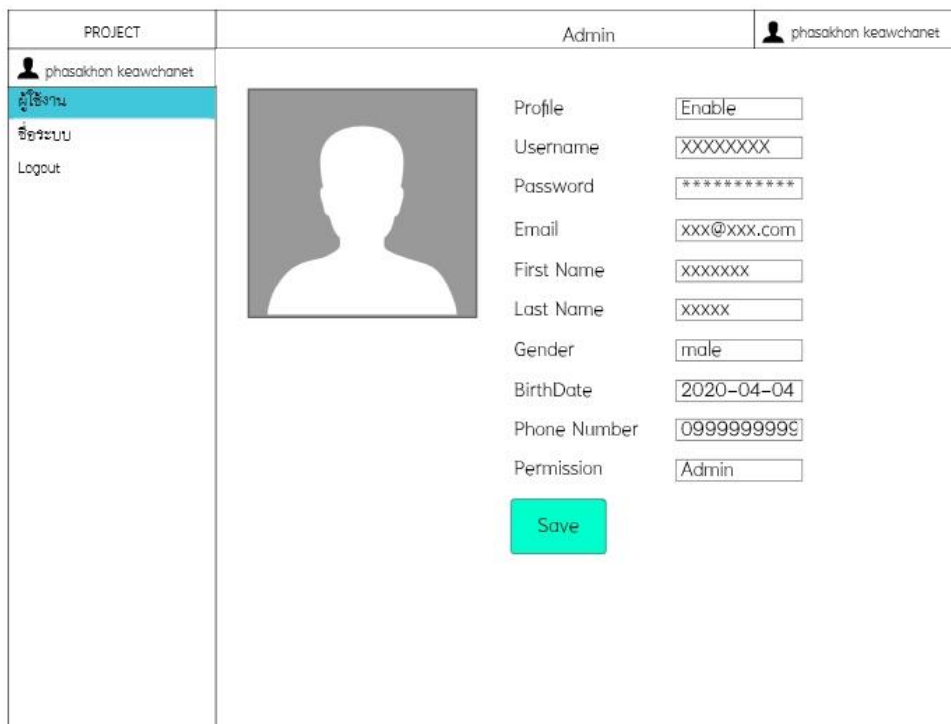 PROJECT
Admin
phasakhon keawchanet
phasakhon keawchanet
ผู้ใช้งาน
ชื่อระบบ
Logout
Profile Enable
Username XXXXXXXX
Password ***********
Email xxx@xxx.com
First Name xxxxxxx
Last Name xxxxx
Gender male
BirthDate 2020-04-04
Phone Number 0999999999
Permission Admin
Save